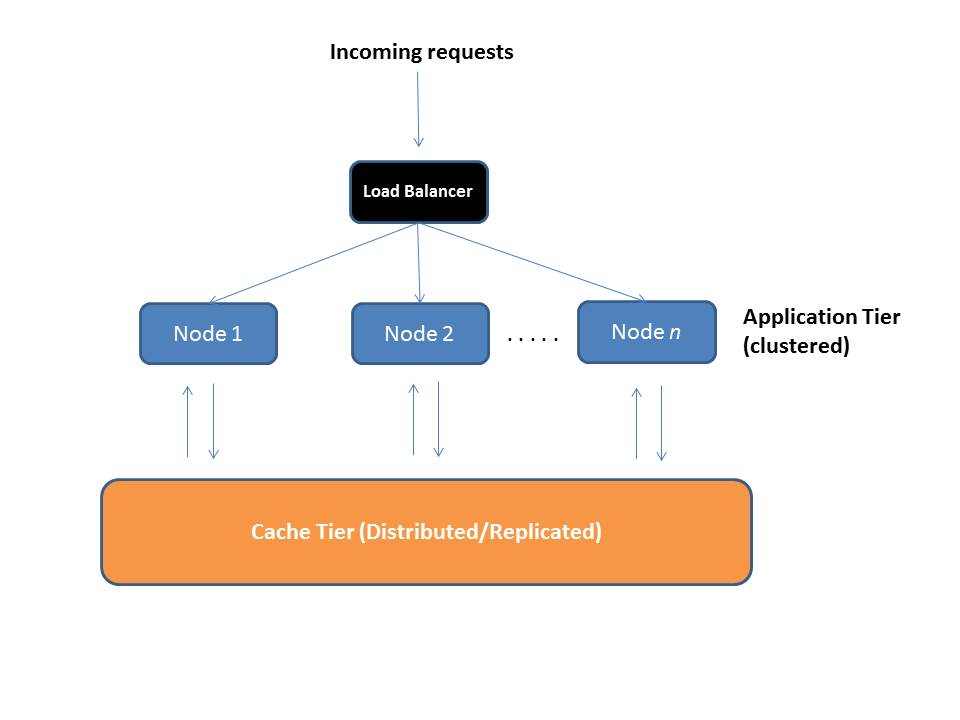 Incoming requests
Load Balancer
Node 1
Node 2
. . . . .
Node n
Application Tier
(clustered)
Cache Tier (Distributed/Replicated)